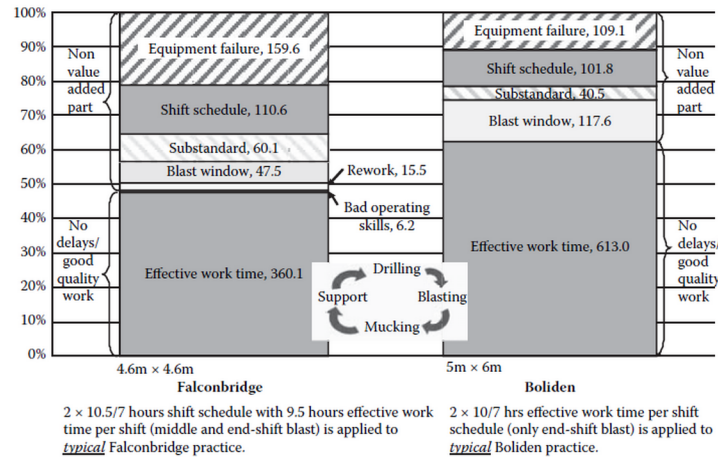 100%
90%
80%
70%
60%
50%
40%
30%
20%
10%
0%
Non
value
added
part
No
delays/
good
quality
work
Equipment failure, 159.6
Shift schedule, 110.6
Substandard, 60.1
Blast window, 47.5
Rework, 15.5
Bad operating
skills, 6.2
Effective work time, 360.1
Drilling
Support
Blasting
Mucking
Equipment failure, 109.1
Shift schedule, 101.8
Substandard, 40.5
Blast window, 117.6
Effective work time, 613.0
Non
value
added
part
No
delays/
good
quality
work
4.6m × 4.6m
Falconbridge
5m × 6m
Boliden
2 × 10.5/7 hours shift schedule with 9.5 hours effective work
time per shift (middle and end-shift blast) is applied to
typical Falconbridge practice.
2 × 10/7 hrs effective work time per shift
schedule (only end-shift blast) is applied to
typical Boliden practice.